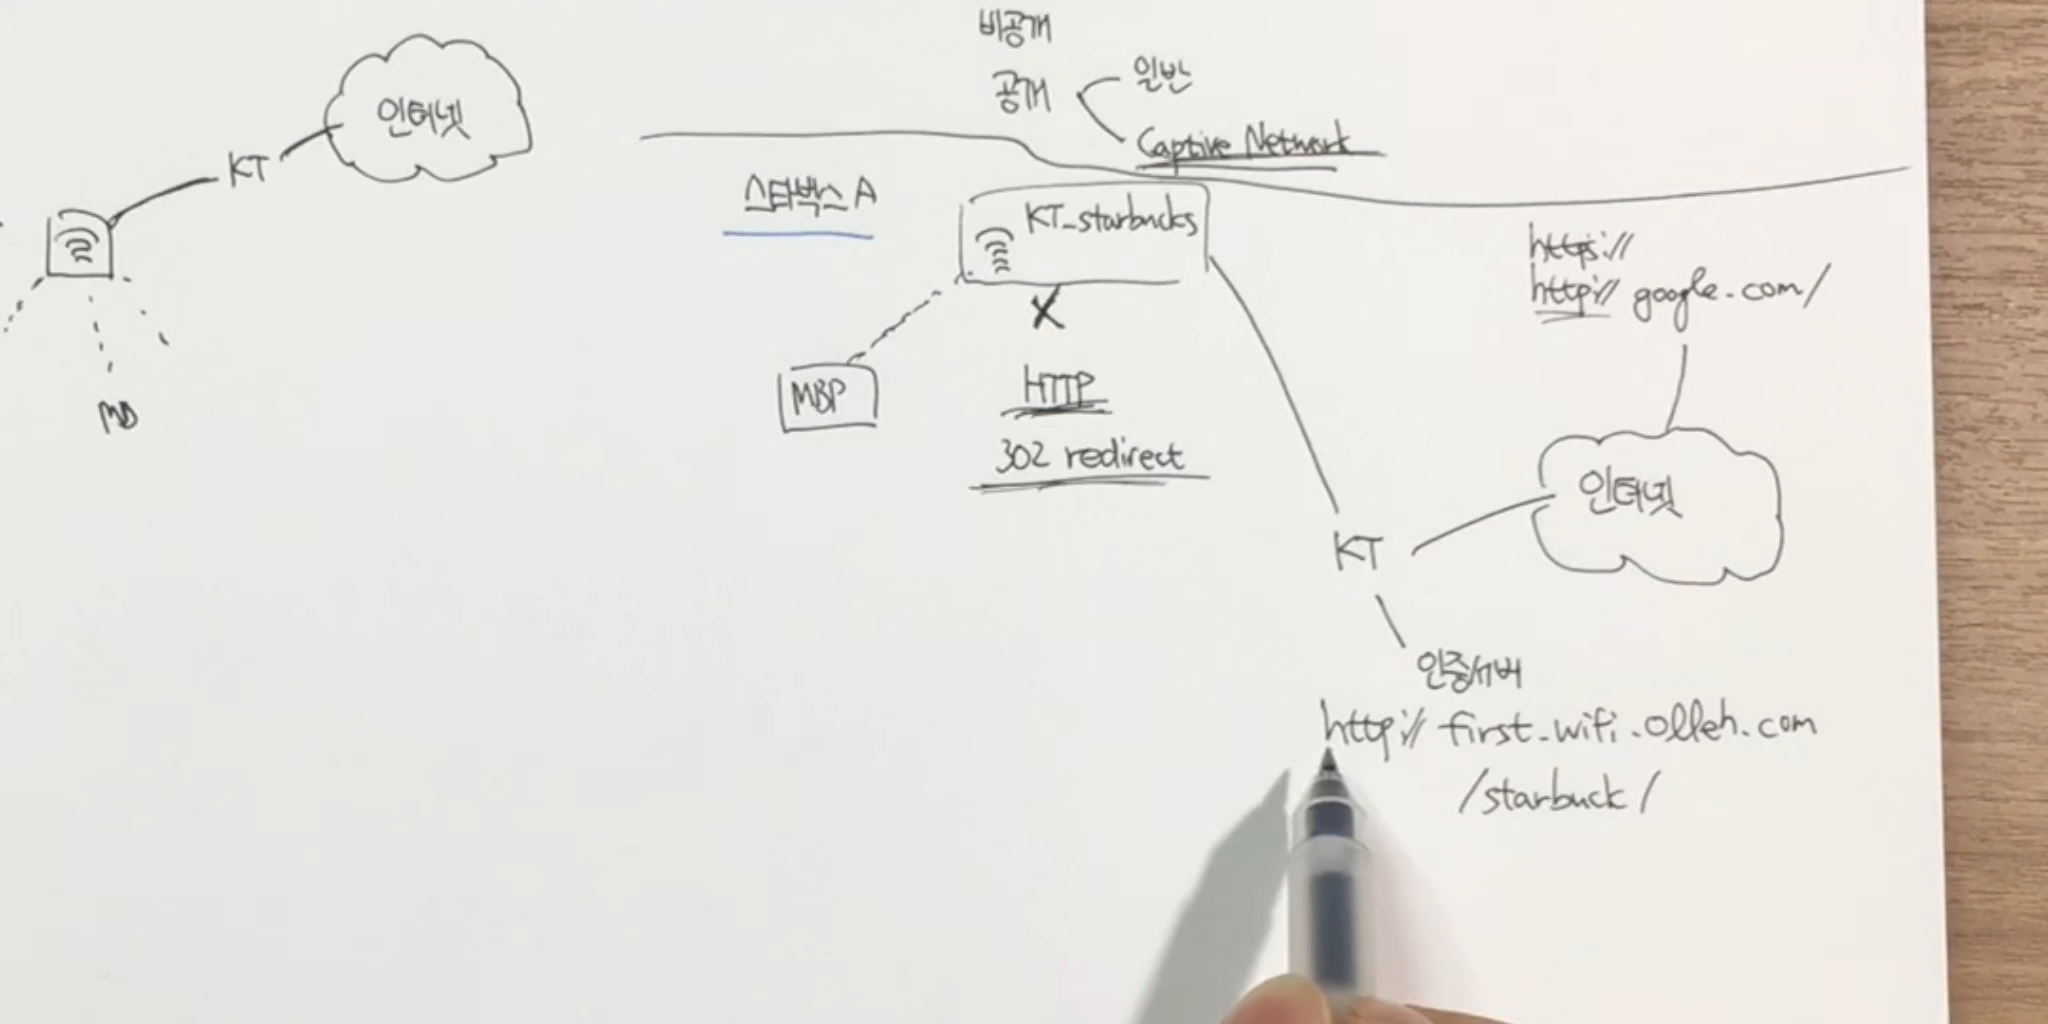 인터넷
KT
MB
비공개
공개
일반
Captive Network
스타벅스 A
KT_starbucks
MBP
X
HTTP
302 redirect
https://
http:// google.com/
인터넷
KT
인증서버
http:// first_wifi.olleh.com
/starbuck/